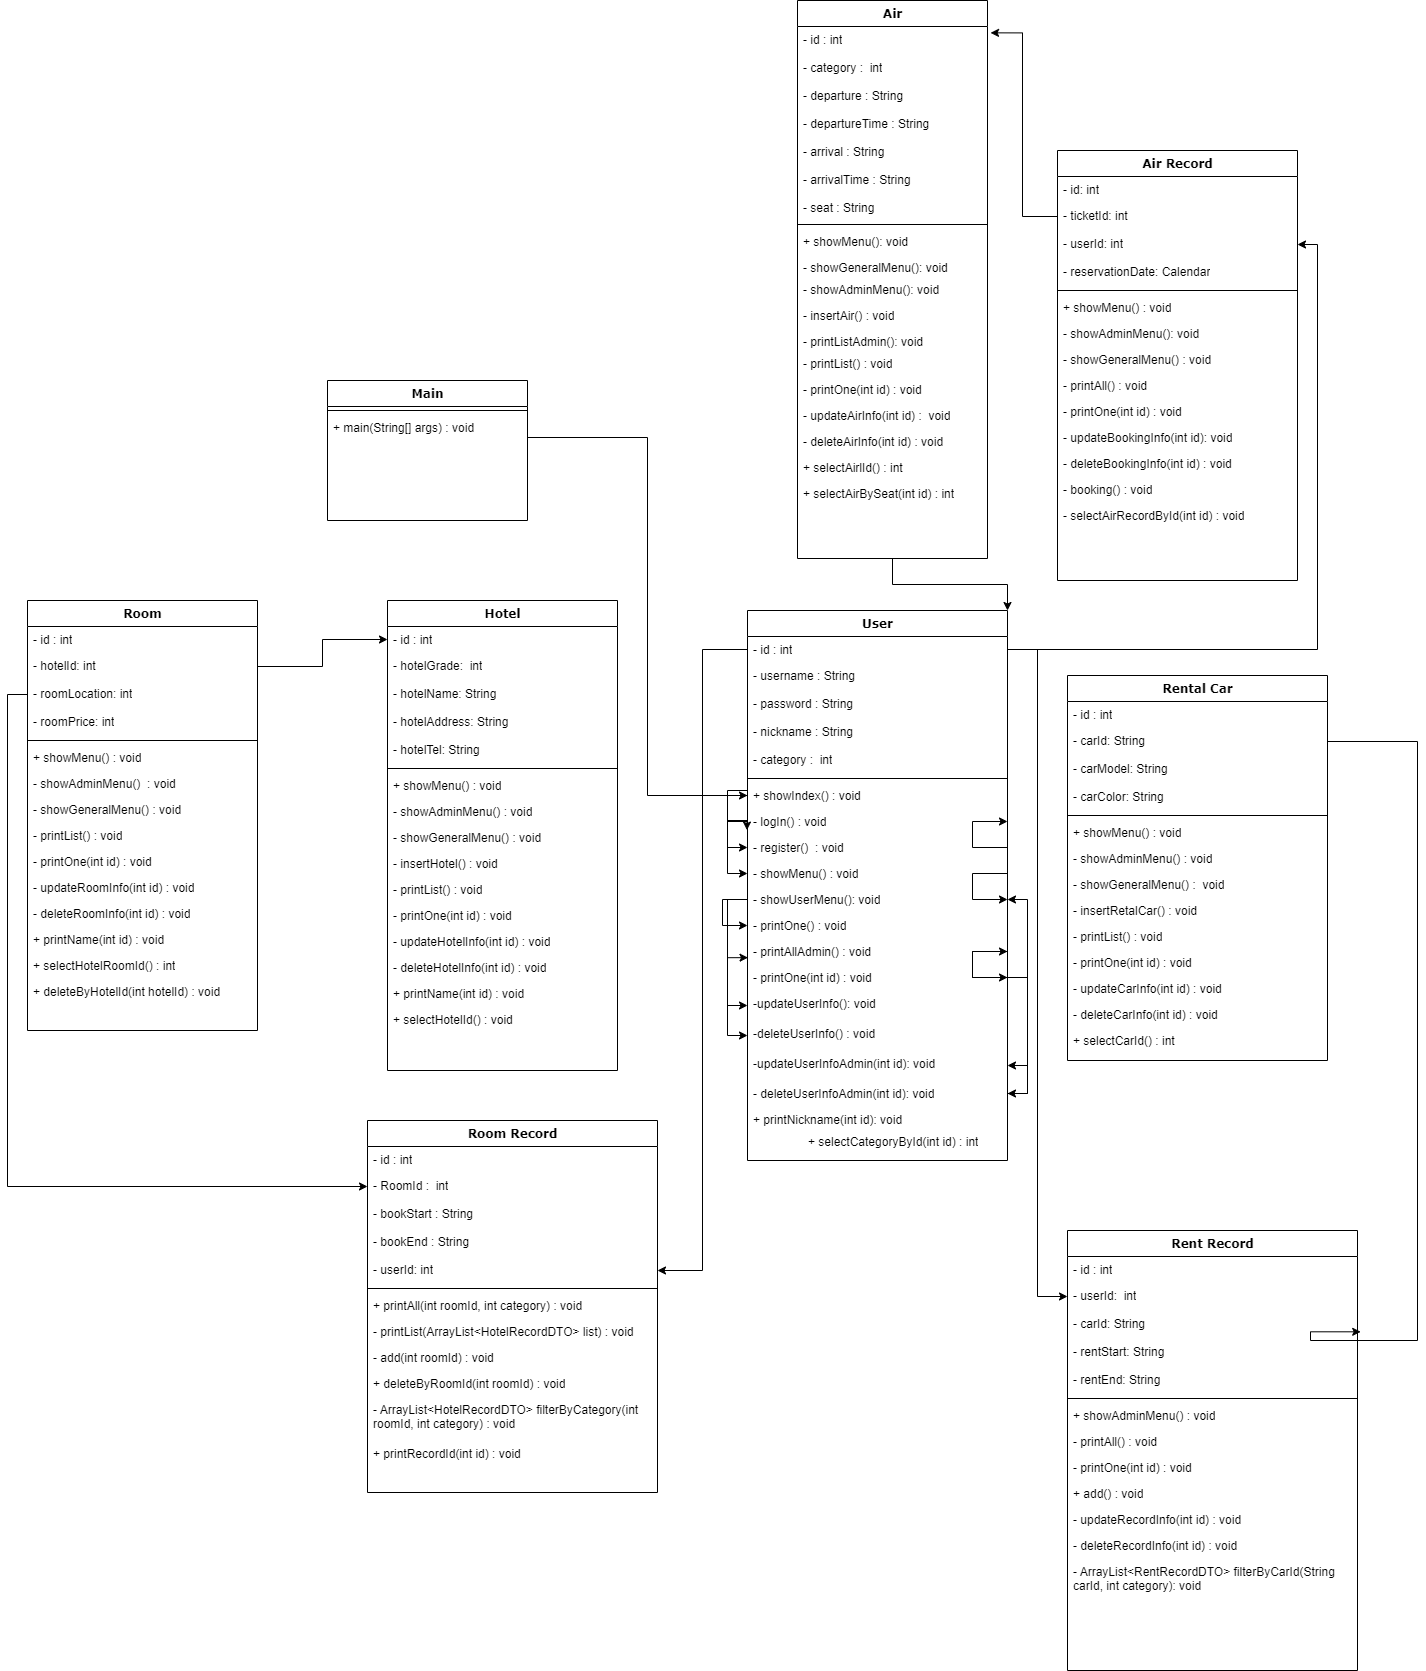 Air
- id : int
- category :  int
- departure : String
- departureTime : String
- arrival : String
- arrivalTime : String
- seat : String
+ showMenu(): void
- showGeneralMenu(): void
- showAdminMenu(): void
- insertAir() : void
- printListAdmin(): void
- printList() : void
- printOne(int id) : void
- updateAirInfo(int id) :  void
- deleteAirInfo(int id) : void
+ selectAirlId() : int
+ selectAirBySeat(int id) : int
Air Record
- id: int
- ticketId: int
- userId: int
- reservationDate: Calendar
+ showMenu() : void
- showAdminMenu(): void
- showGeneralMenu() : void
- printAll() : void
- printOne(int id) : void
- updateBookingInfo(int id): void
- deleteBookingInfo(int id) : void
- booking() : void
- selectAirRecordById(int id) : void
Main
+ main(String[] args) : void
Room
- id : int
- hotelId: int
- roomLocation: int
- roomPrice: int
+ showMenu() : void
- showAdminMenu()  : void
- showGeneralMenu() : void
- printList() : void
- printOne(int id) : void
- updateRoomInfo(int id) : void
- deleteRoomInfo(int id) : void
+ printName(int id) : void
+ selectHotelRoomId() : int
+ deleteByHotelId(int hotelId) : void
Hotel
- id : int
- hotelGrade:  int
- hotelName: String
- hotelAddress: String
- hotelTel: String
+ showMenu() : void
- showAdminMenu() : void
- showGeneralMenu() : void
- insertHotel() : void
- printList() : void
- printOne(int id) : void
- updateHotelInfo(int id) : void
- deleteHotelInfo(int id) : void
+ printName(int id) : void
+ selectHotelId() : void
User
- id : int
- username : String
- password : String
- nickname : String
- category :  int
+ showIndex() : void
- logIn() : void
- register()  : void
- showMenu() : void
- showUserMenu(): void
- printOne() : void
- printAllAdmin() : void
- printOne(int id) : void
-updateUserInfo(): void
-deleteUserInfo() : void
-updateUserInfoAdmin(int id): void
- deleteUserInfoAdmin(int id): void
+ printNickname(int id): void
+ selectCategoryById(int id) : int
Rental Car
- id : int
- carId: String
- carModel: String
- carColor: String
+ showMenu() : void
- showAdminMenu() : void
- showGeneralMenu() :  void
- insertRetalCar() : void
- printList() : void
- printOne(int id) : void
- updateCarInfo(int id) : void
- deleteCarInfo(int id) : void
+ selectCarId() : int
Room Record
- id : int
- RoomId :  int
- bookStart : String
- bookEnd : String
- userId: int
+ printAll(int roomId, int category) : void
- printList(ArrayList<HotelRecordDTO> list) : void
- add(int roomId) : void
+ deleteByRoomId(int roomId) : void
- ArrayList<HotelRecordDTO> filterByCategory(int
roomId, int category) : void
+ printRecordId(int id) : void
Rent Record
- id : int
- userId:  int
- carId: String
- rentStart: String
- rentEnd: String
+ showAdminMenu() : void
- printAll() : void
- printOne(int id) : void
+ add() : void
- updateRecordInfo(int id) : void
- deleteRecordInfo(int id) : void
- ArrayList<RentRecordDTO> filterByCarId(String
carId, int category): void